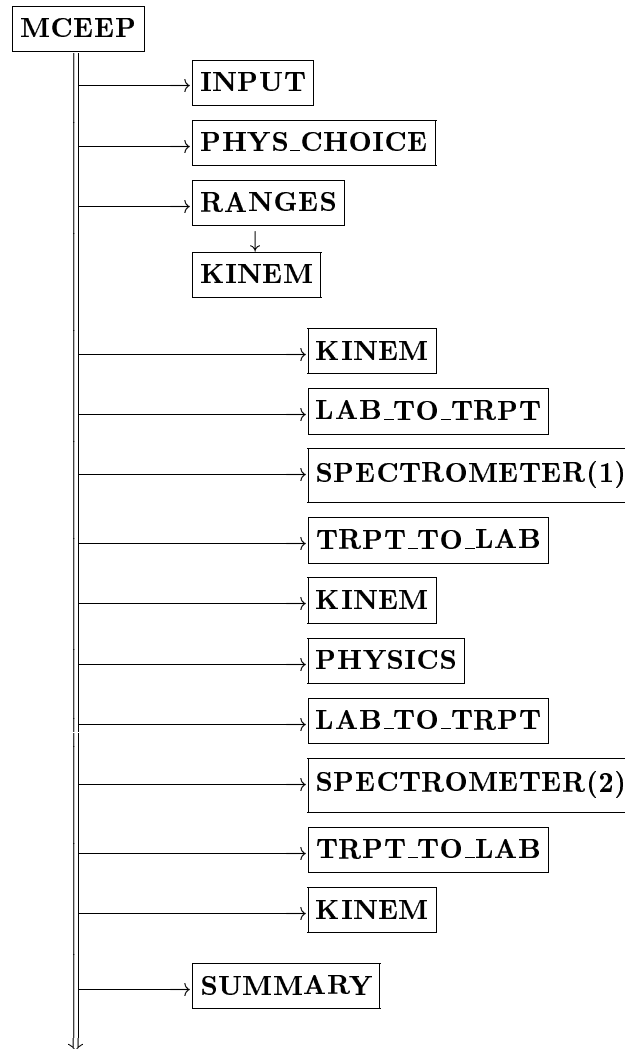 MCEEP
INPUT
PHYS_CHOICE
RANGES
KINEM
KINEM
LAB_TO_TRPT
SPECTROMETER(1)
TRPT_TO_LAB
KINEM
PHYSICS
LAB_TO_TRPT
SPECTROMETER(2)
TRPT_TO_LAB
KINEM
SUMMARY